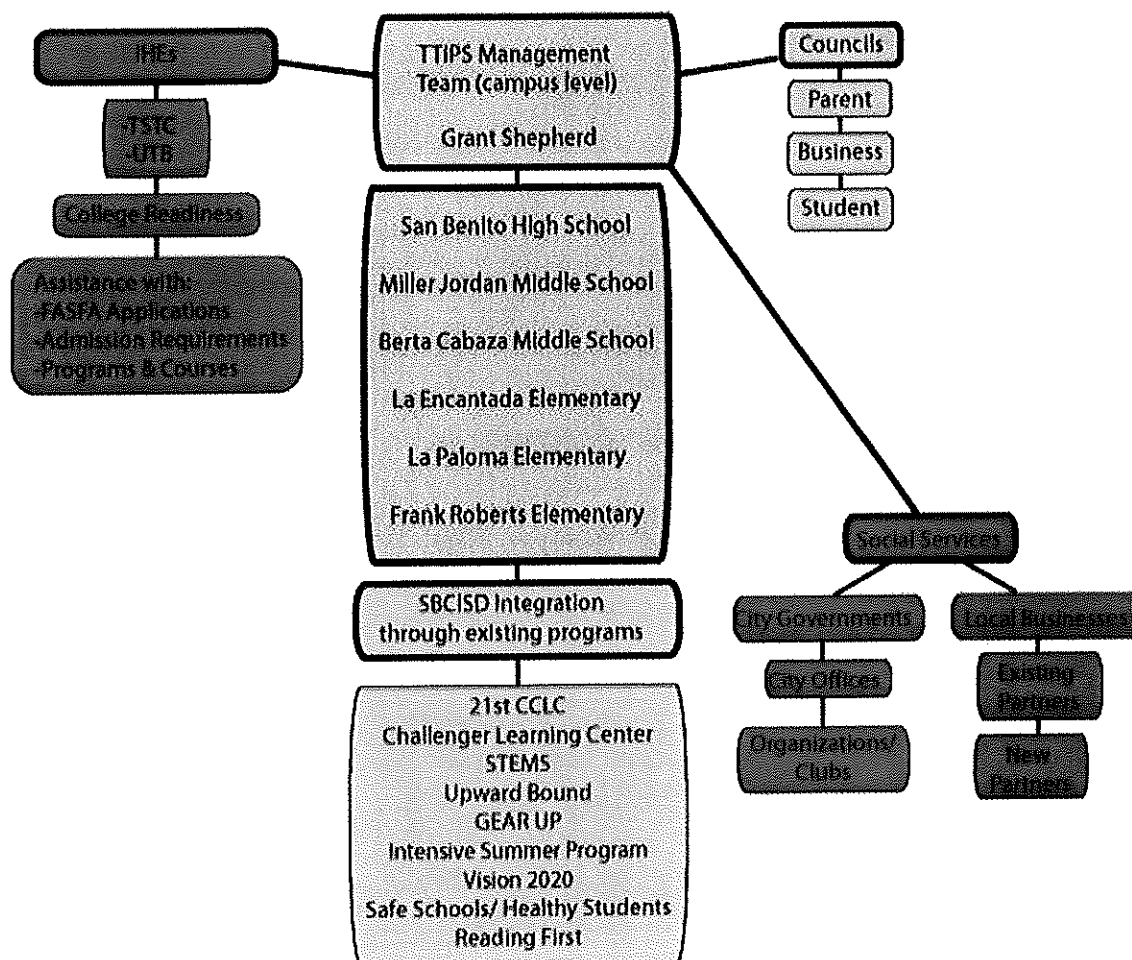 IHEs
-TSTC
-UTB
College Readiness
Assistance with:
-FASFA Applications
-Admission Requirements
-Programs & Courses
TTIPS Management
Team (campus level)
Grant Shepherd
San Benito High School
Miller Jordan Middle School
Berta Cabaza Middle School
La Encantada Elementary
La Paloma Elementary
Frank Roberts Elementary
SBCISD Integration
through existing programs
21st CCLC
Challenger Learning Center
STEMS
Upward Bound
GEAR UP
Intensive Summer Program
Vision 2020
Safe Schools/ Healthy Students
Reading First
Councils
Parent
Business
Student
Social Services
City Governments
City Offices
Organizations/
Clubs
Local Businesses
Existing
Partners
New
Partners